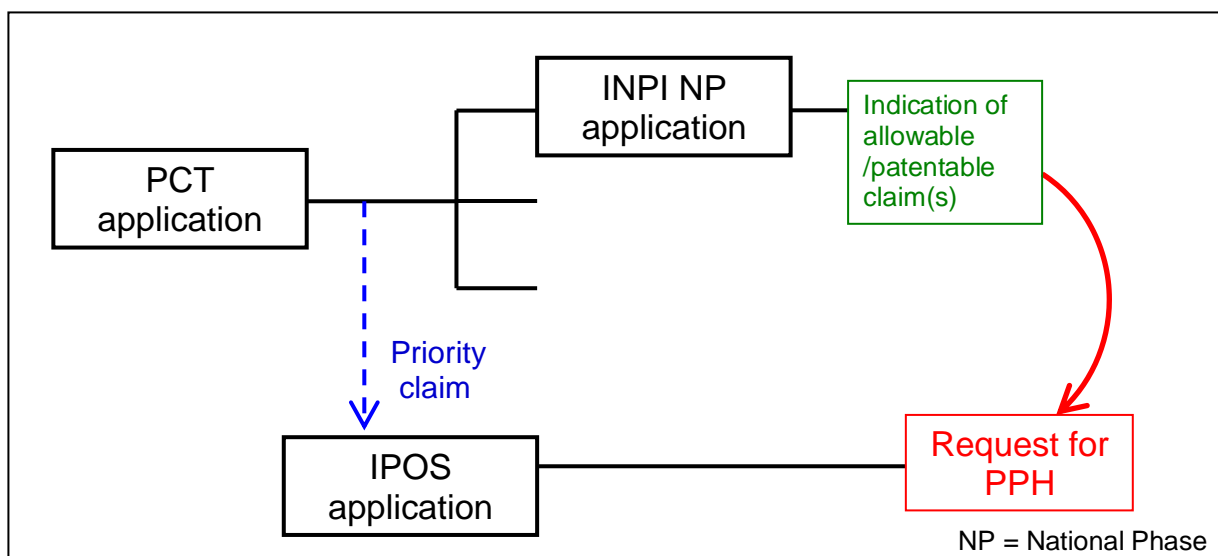 INPI NP
application
Indication of
allowable
/patentable
claim(s)
PCT
application
Priority
claim
IPOS
application
Request for
PPH
NP = National Phase